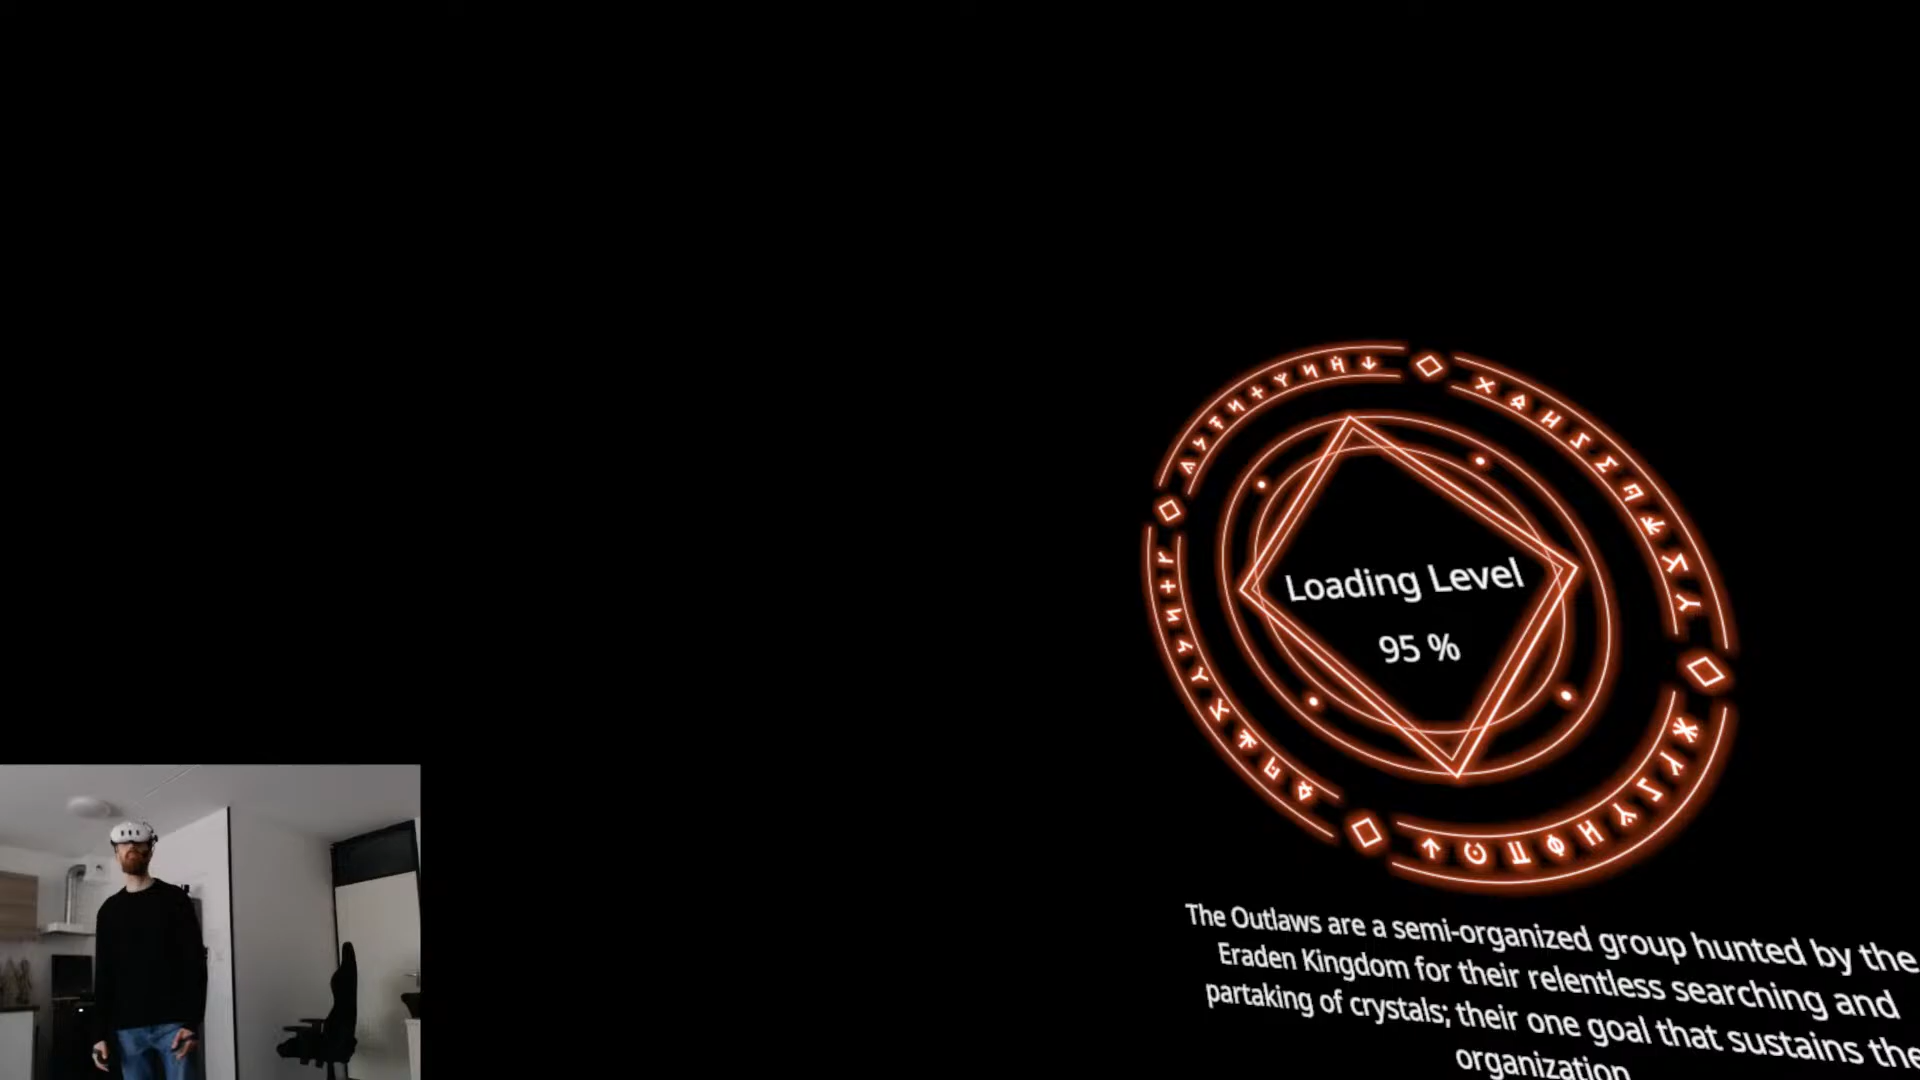 Loading Level
95 %
The Outlaws are a semi-organized group hunted by the
Eraden Kingdom for their relentless searching and
partaking of crystals; their one goal that sustains the
organization